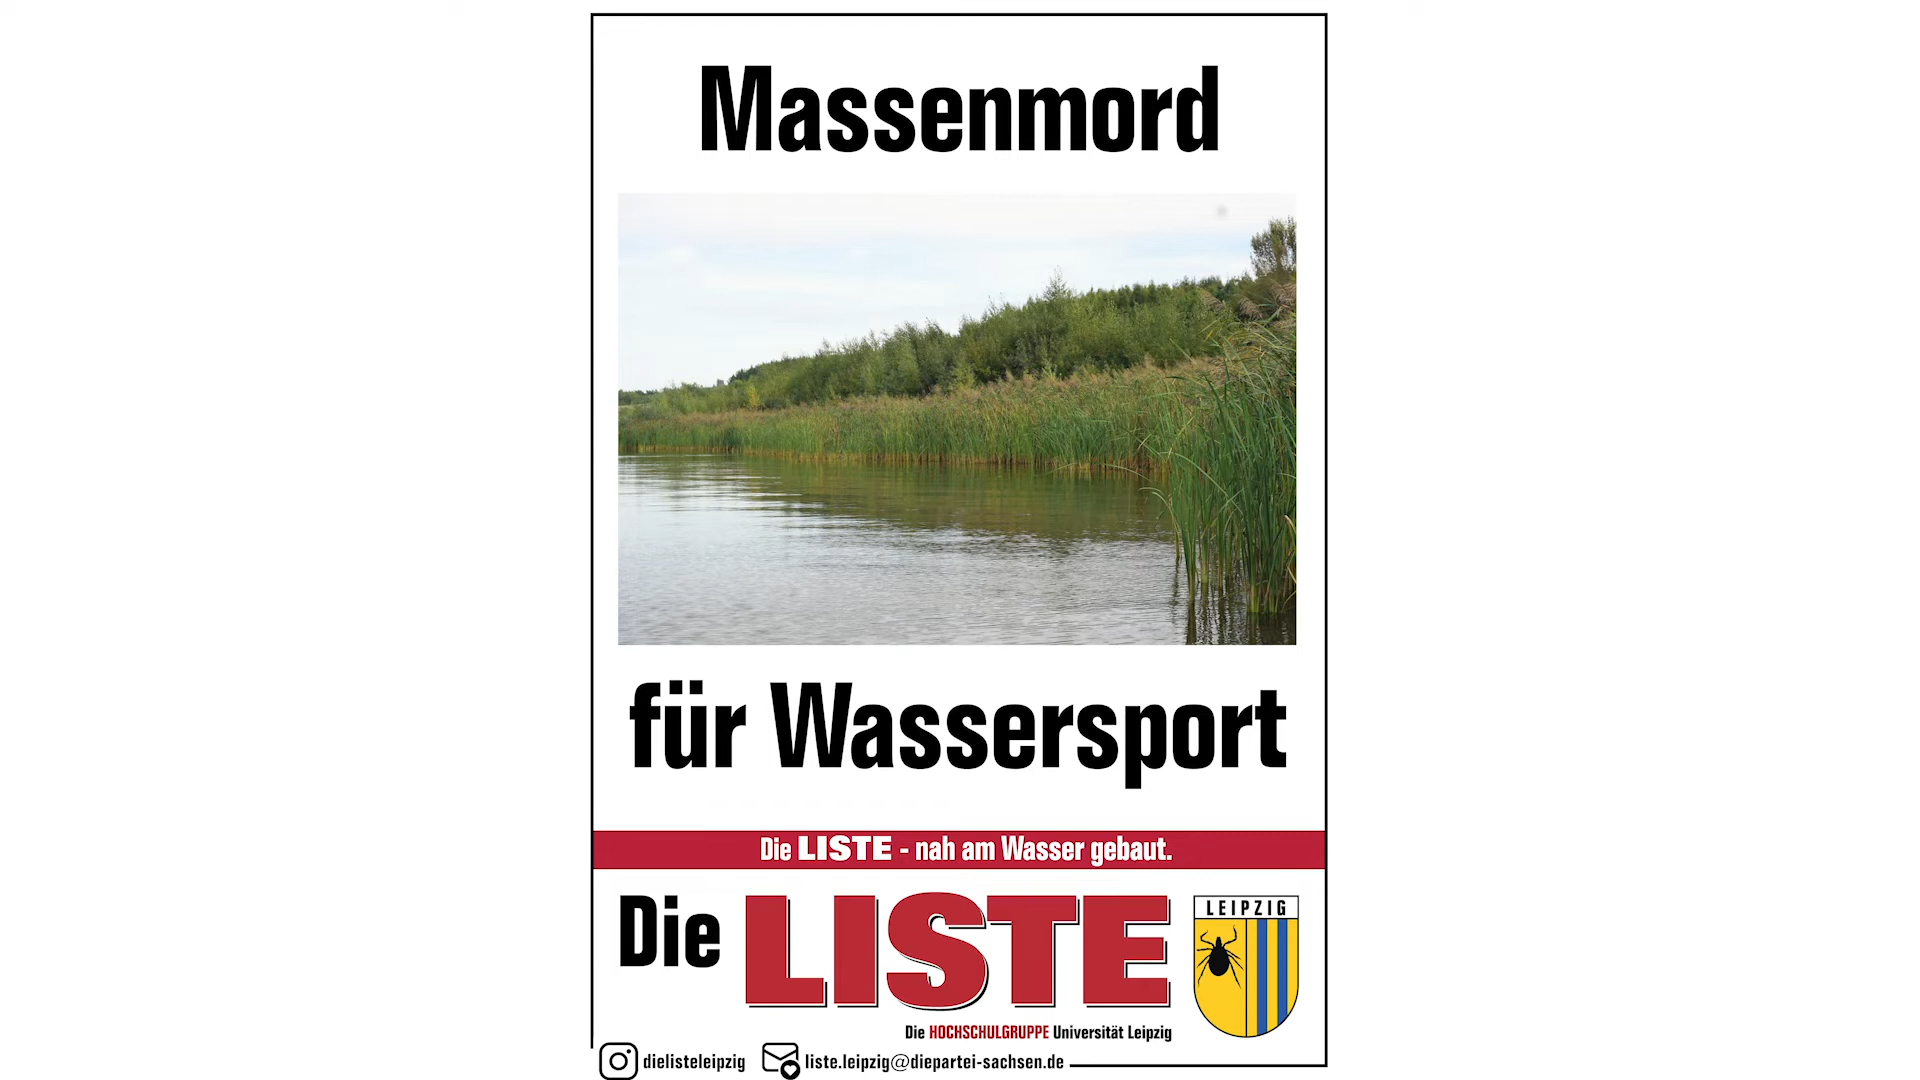 Massenmord
für Wassersport
Die LISTE - nah am Wasser gebaut.
Die LISTE
LEIPZIG
Die HOCHSCHULGRUPPE Universität Leipzig
dielisteleipzig
liste.leipzig@diepartei-sachsen.de